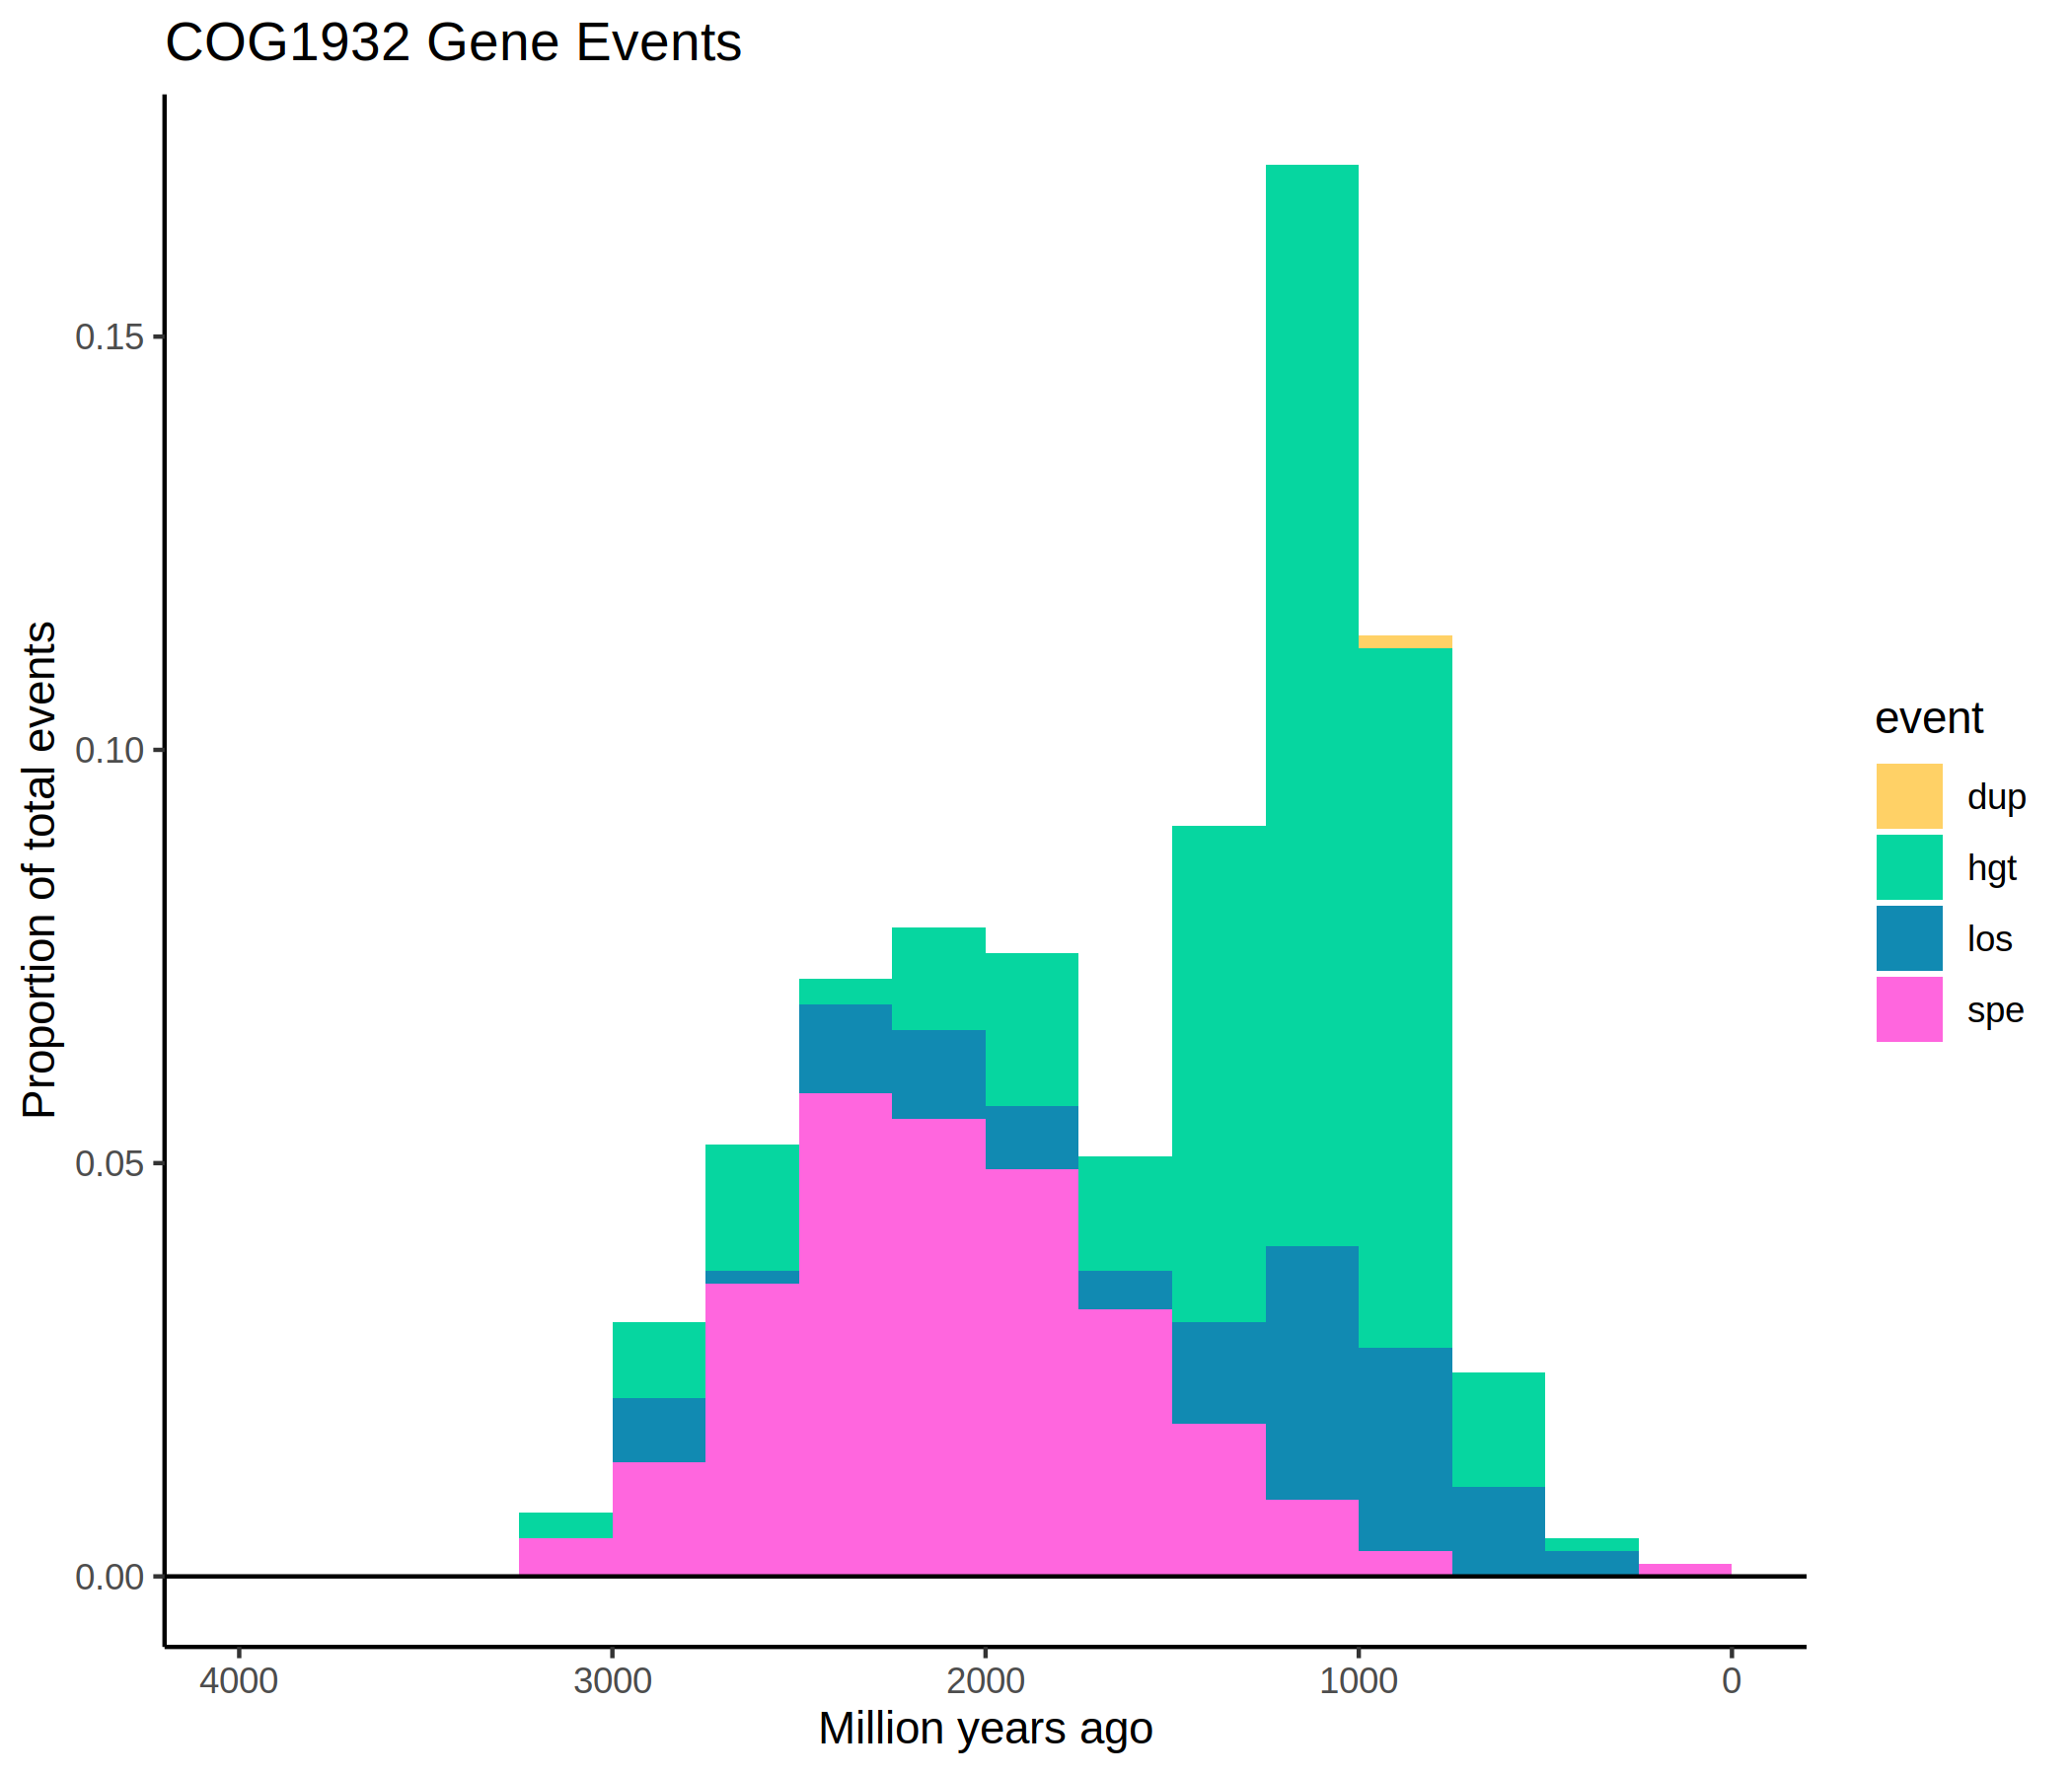 COG1932 Gene Events
Proportion of total events
0.15
0.10
0.05
0.00
4000 3000 2000 1000 0
Million years ago
event
dup
hgt
los
spe